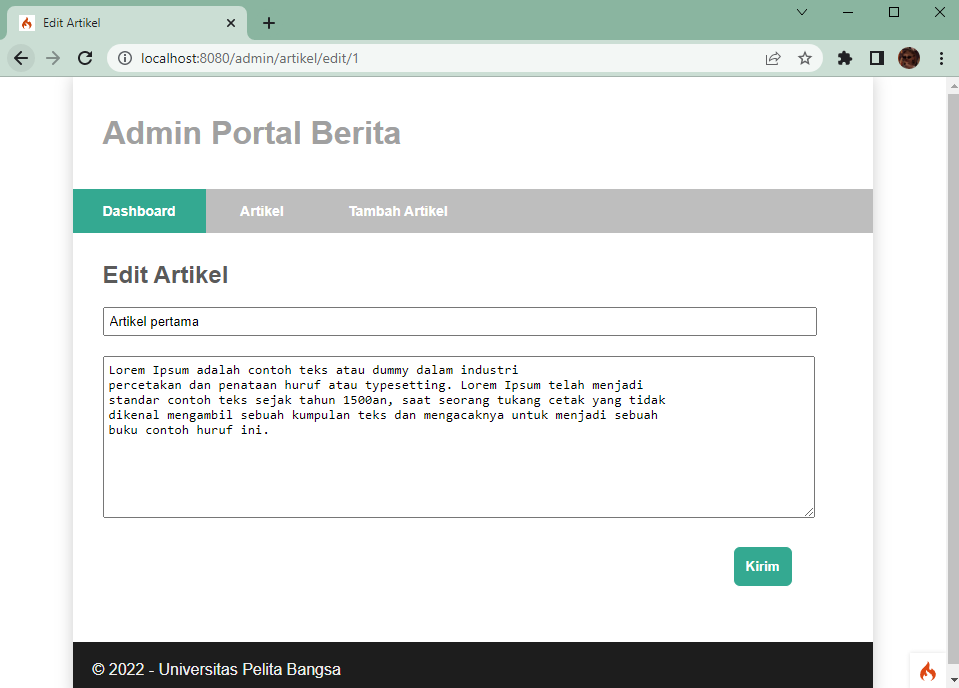 Edit Artikel
localhost:8080/admin/artikel/edit/1
Admin Portal Berita
Dashboard Artikel Tambah Artikel
Edit Artikel
Artikel pertama
Lorem Ipsum adalah contoh teks atau dummy dalam industri
percetakan dan penataan huruf atau typesetting. Lorem Ipsum telah menjadi
standar contoh teks sejak tahun 1500an, saat seorang tukang cetak yang tidak
dikenal mengambil sebuah kumpulan teks dan mengacaknya untuk menjadi sebuah
buku contoh huruf ini.
Kirim
© 2022 - Universitas Pelita Bangsa